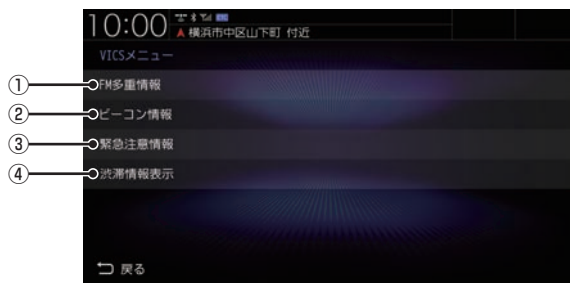 10:00
横浜市中区山下町 付近
VICSメニュー
① FM多重情報
② ビーコン情報
③ 緊急注意情報
④ 渋滞情報表示
戻る